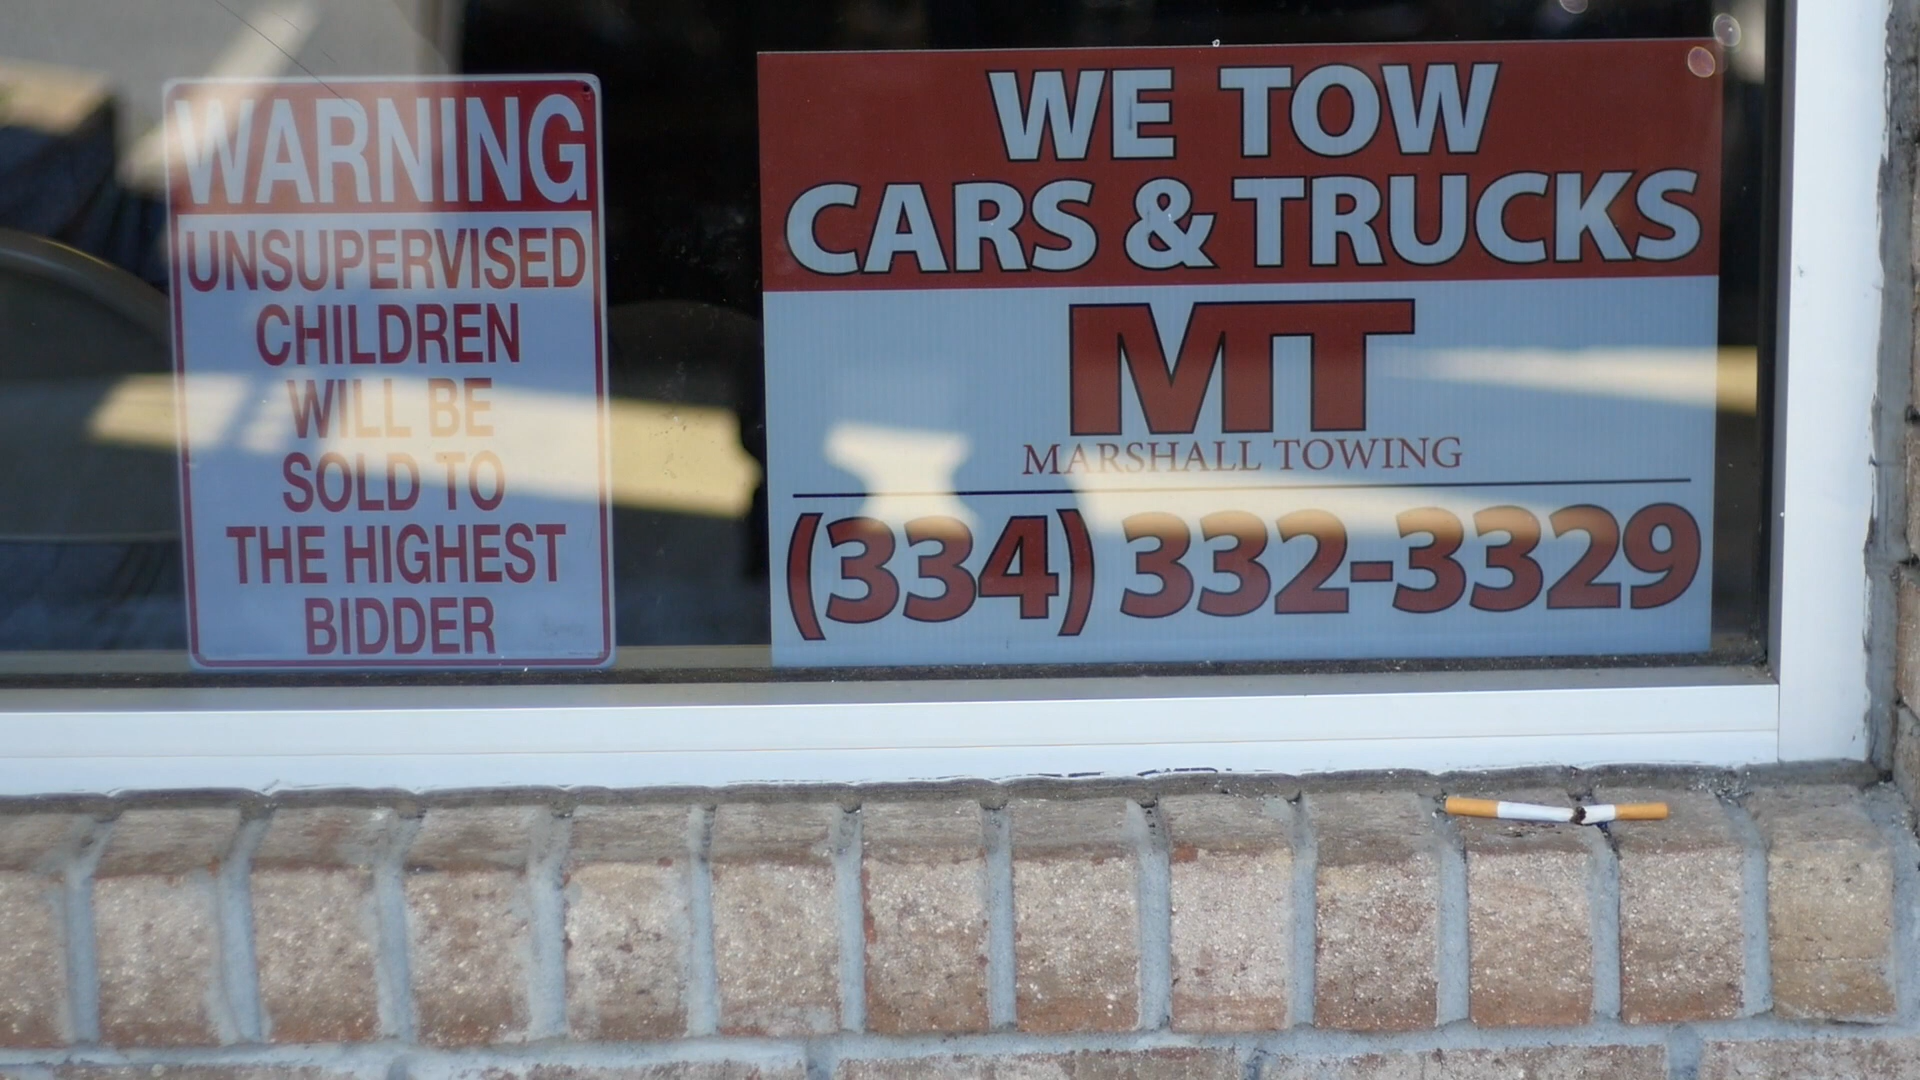 WARNING
UNSUPERVISED
CHILDREN
WILL BE
SOLD TO
THE HIGHEST
BIDDER
WE TOW
CARS & TRUCKS
MT
MARSHALL TOWING
(334) 332-3329